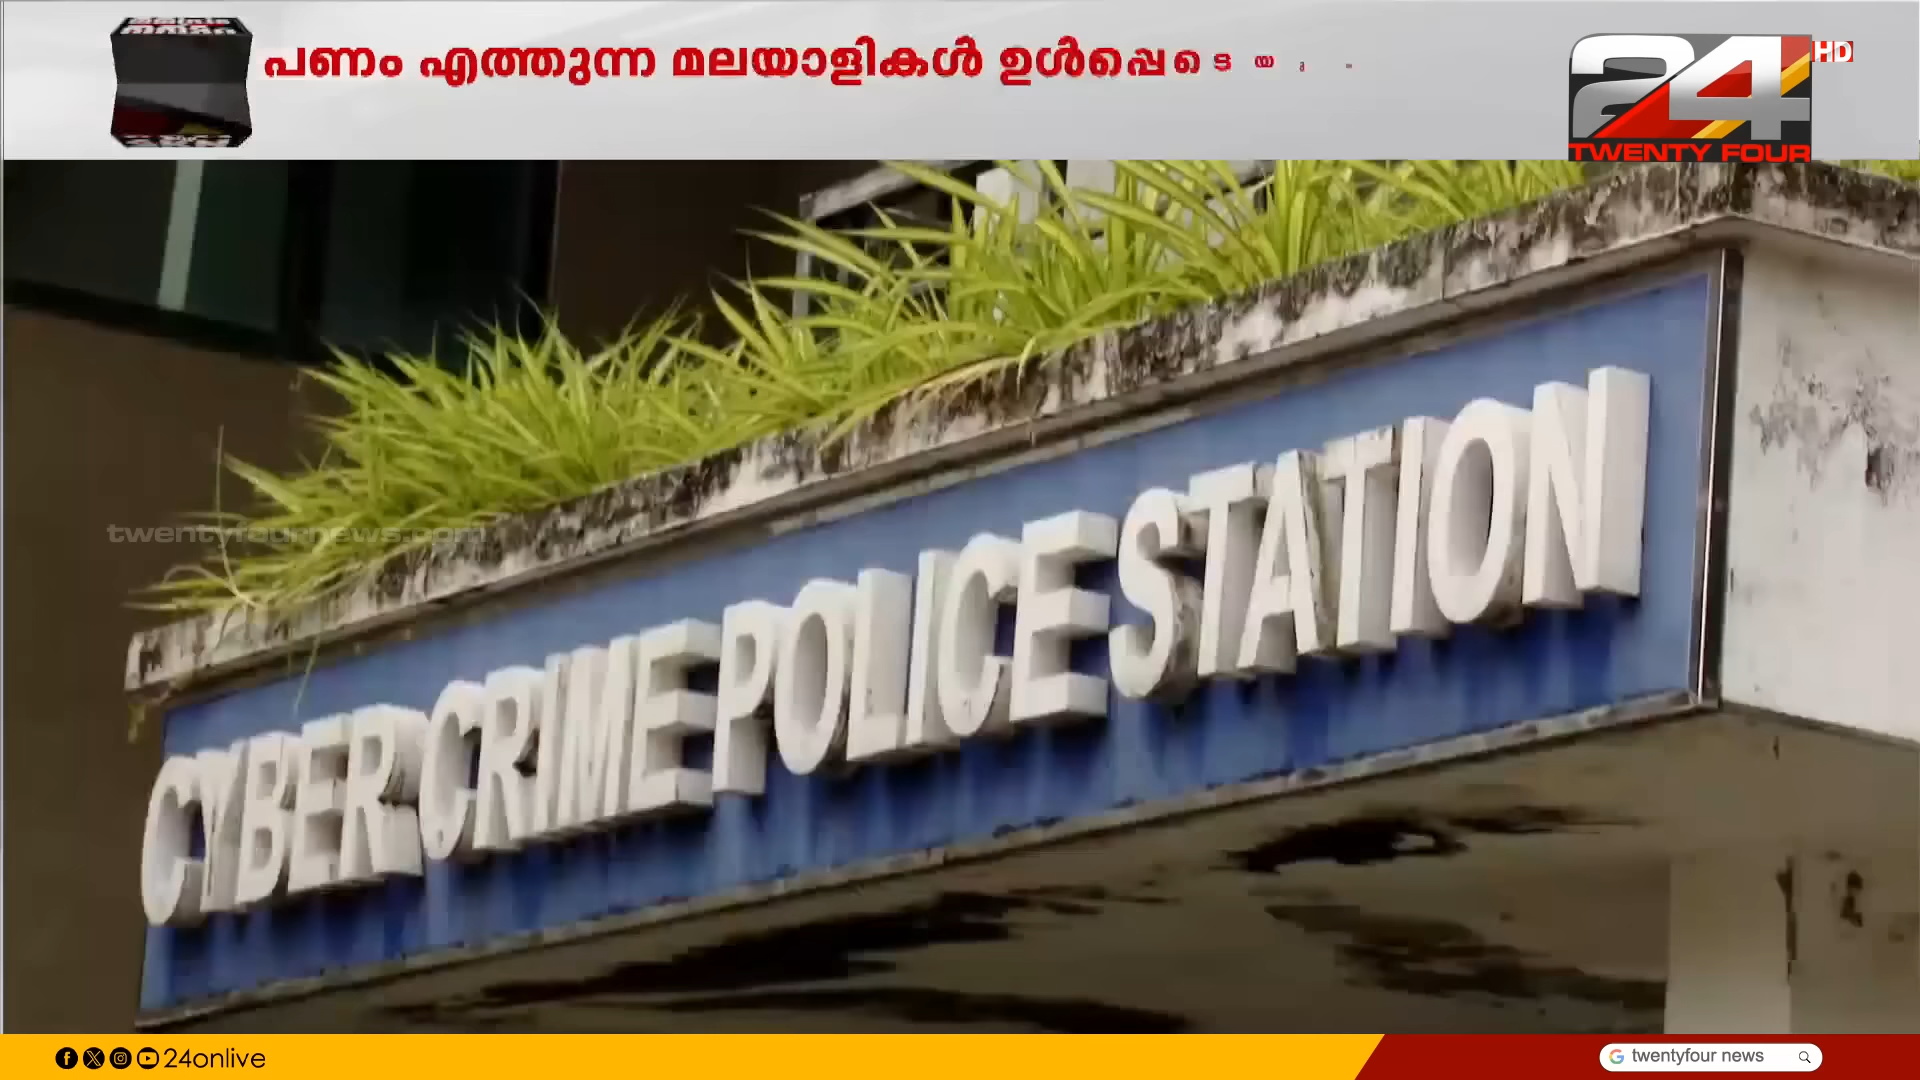 പണം എത്തുന്ന മലയാളികൾ ഉൾപ്പെടെ
24
HD
TWENTY FOUR
twentyfournews.com
CYBER CRIME POLICE STATION
24onlive
twentyfour news